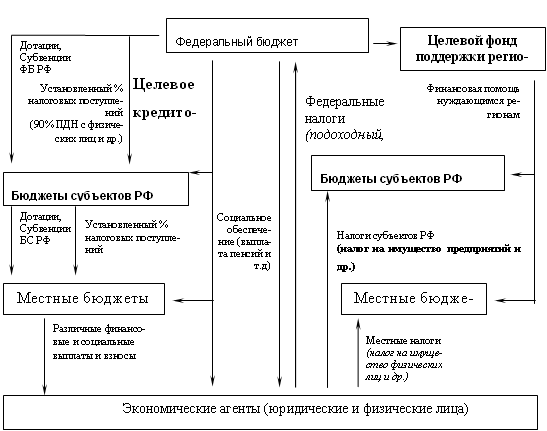 Федеральный бюджет
Целевой фонд
поддержки регио-
Дотации,
Субвенции
ФБ РФ
Установленный %
налоговых поступле-
ний
(90% ПДН с физиче-
ских лиц и др.)
Целевое
кредито-
Федеральные
налоги
(подоходный,
Финансовая помощь
нуждающимся ре-
гионам
Бюджеты субъектов РФ
Бюджеты субъектов РФ
Дотации,
Субвенции
БС РФ
Установленный %
налоговых поступле-
ний
Социальное
обеспече-
ние (выпла-
та пенсий и
т.д)
Налоги субъектов РФ
(налог на имущество предприятий и
др.)
Местные бюджеты
Местные бюдже-
Различные финансо-
вые и социальные
выплаты и взносы
Местные налоги
(налог на имуще-
ство физических
лиц и др.)
Экономические агенты (юридические и физические лица)